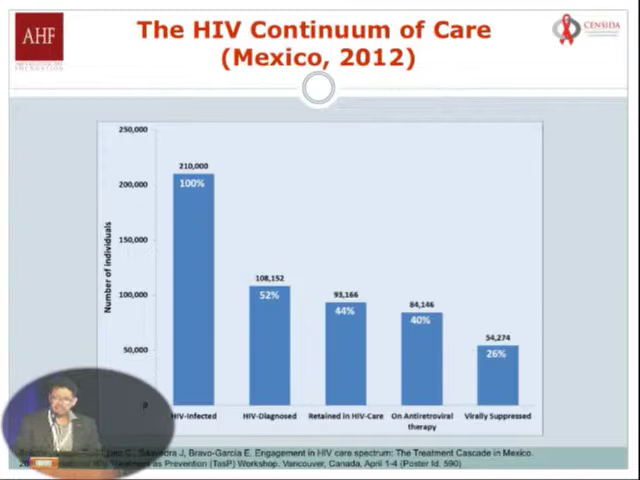 AHF
The HIV Continuum of Care
(Mexico, 2012)
CENSIDA
250,000
200,000
150,000
100,000
50,000
0
Number of individuals
210,000
100%
108,152
52%
93,166
44%
84,146
40%
54,274
26%
HIV-Infected
HIV-Diagnosed
Retained in HIV-Care
On Antiretroviral
therapy
Virally Suppressed
J, Bravo-Garcia E. Engagement in HIV care spectrum: The Treatment Cascade in Mexico.
as Prevention (TasP) Workshop. Vancouver, Canada, April 1-4 (Poster Id. 590)